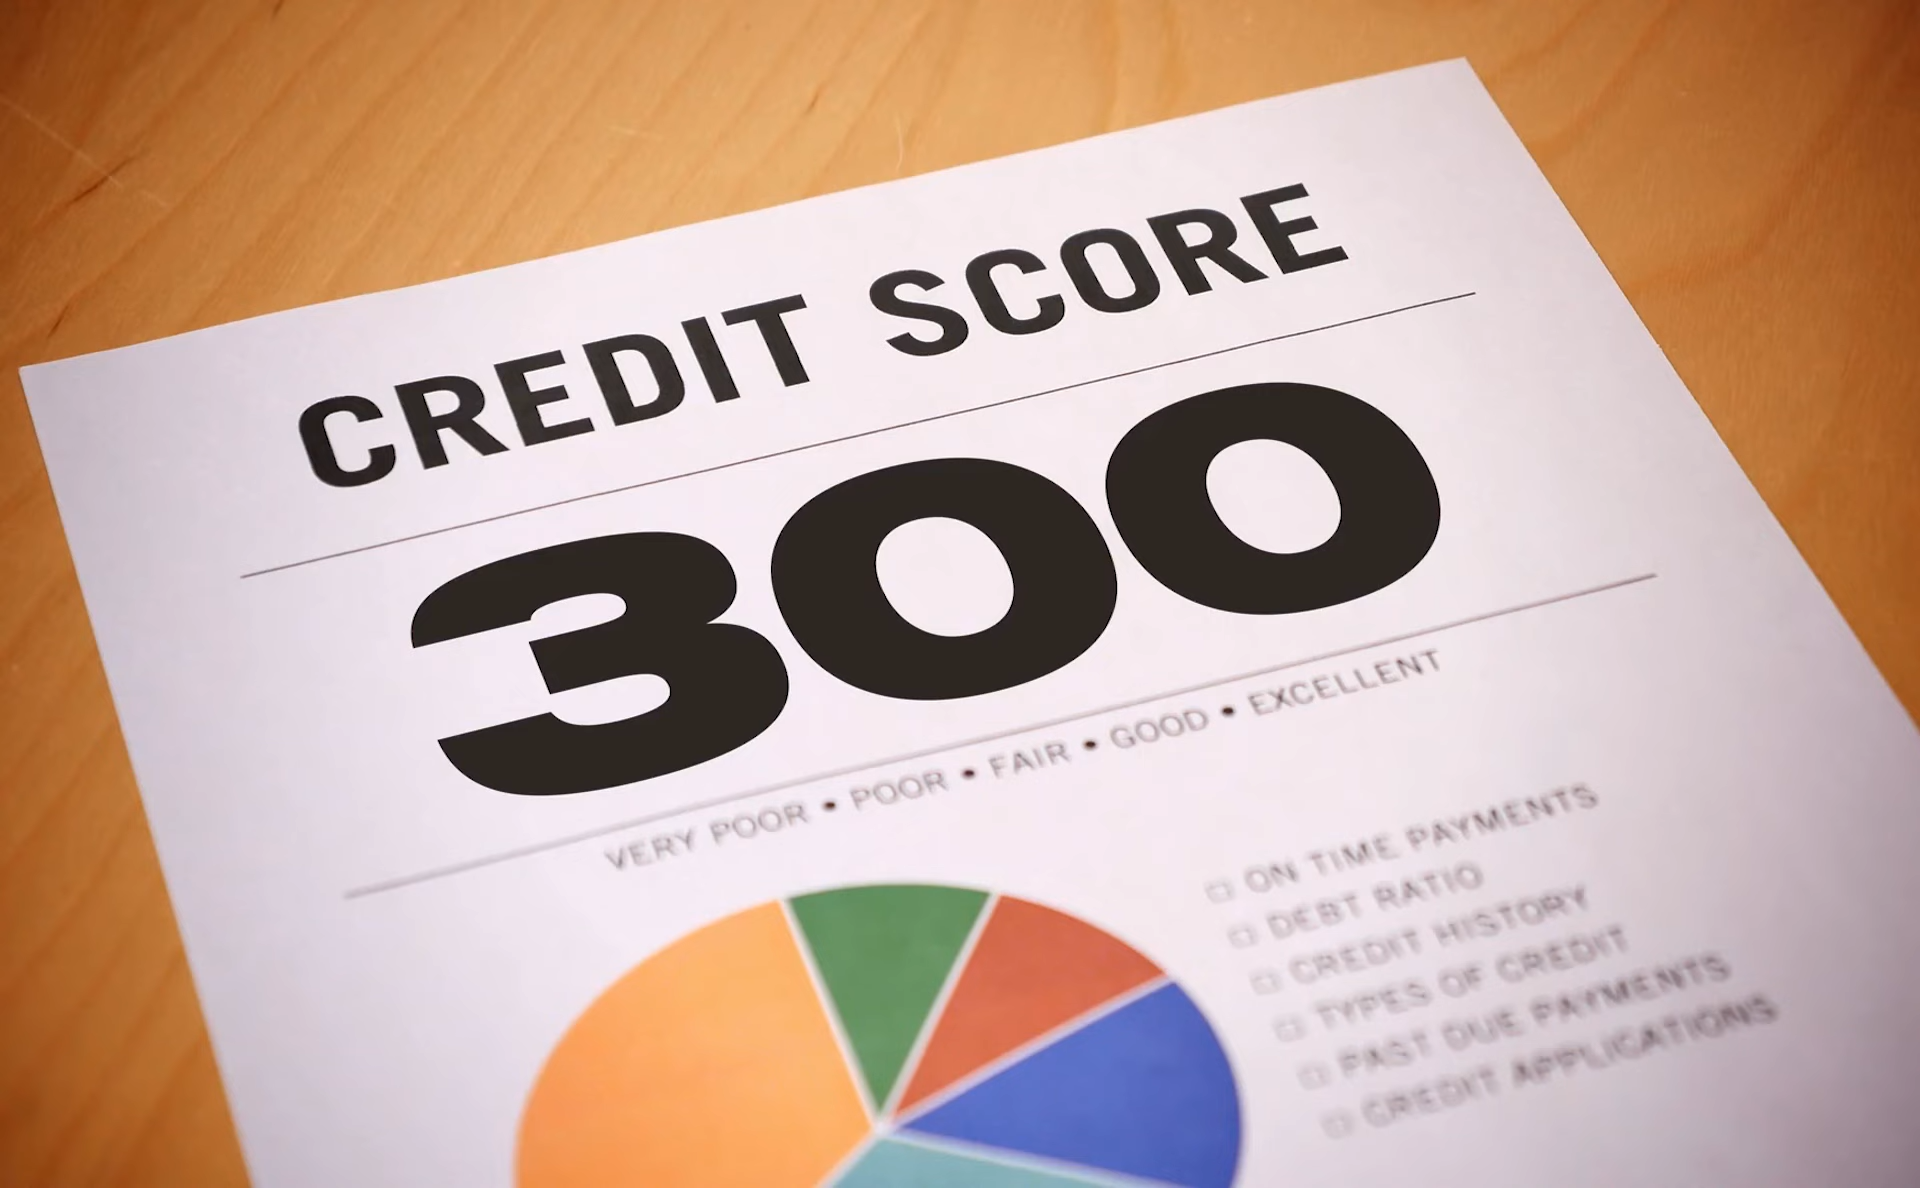 CREDIT SCORE
300
VERY POOR • POOR • FAIR • GOOD • EXCELLENT
ON TIME PAYMENTS
DEBT RATIO
CREDIT HISTORY
TYPES OF CREDIT
PAST DUE PAYMENTS
CREDIT APPLICATIONS